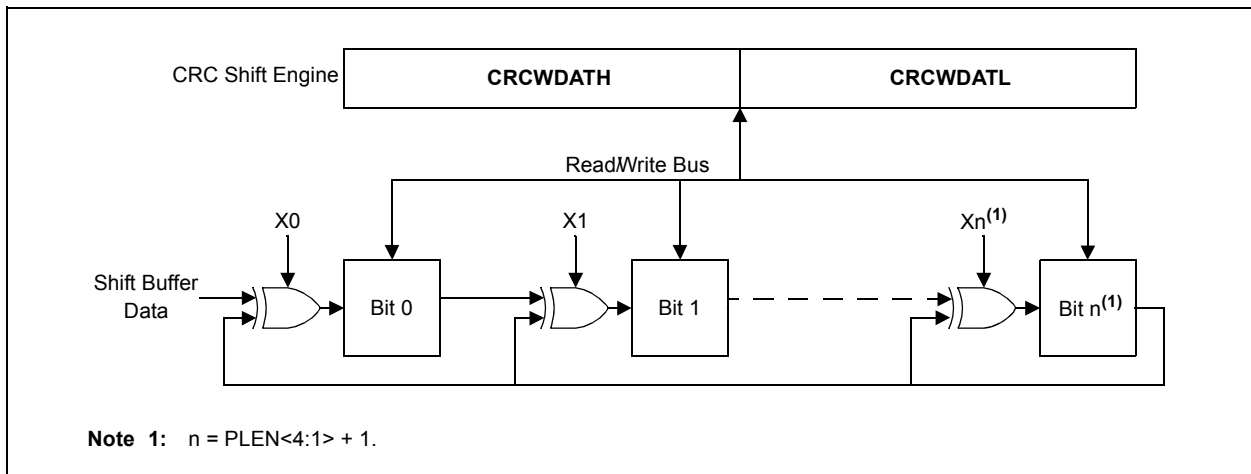 CRC Shift Engine CRCWDATH CRCWDATL
Read/Write Bus
X0 X1 Xn(1)
Shift Buffer
Data
Bit 0 Bit 1 Bit n(1)
Note 1: n = PLEN<4:1> + 1.